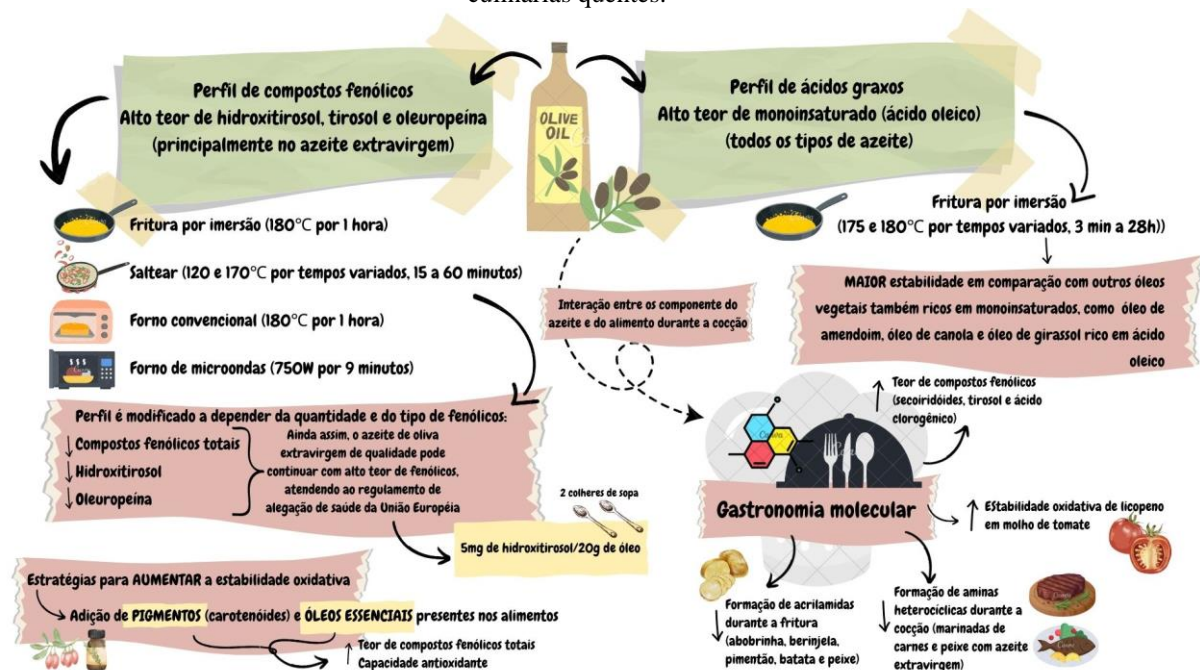 culinárias quentes.
Perfil de compostos fenólicos
Alto teor de hidroxitirosol, tirosol e oleuropeína
(principalmente no azeite extravirgem)
OLIVE
OIL
Perfil de ácidos graxos
Alto teor de monoinsaturado (ácido oleico)
(todos os tipos de azeite)
Fritura por imersão (180°C por 1 hora)
Saltear (120 e 170°C por tempos variados, 15 a 60 minutos)
Forno convencional (180°C por 1 hora)
Forno de microondas (750W por 9 minutos)
Fritura por imersão
(175 e 180°C por tempos variados, 3 min a 28h))
MAIOR estabilidade em comparação com outros óleos
vegetais também ricos em monoinsaturados, como óleo de
amendoim, óleo de canola e óleo de girassol rico em ácido
oleico
Interação entre os componente do
azeite e do alimento durante a cocção
Perfil é modificado a depender da quantidade e do tipo de fenólicos:
↓ Compostos fenólicos totais
↓ Hidroxitirosol
↓ Oleuropeína
Ainda assim, o azeite de oliva
extravirgem de qualidade pode
continuar com alto teor de fenólicos,
atendendo ao regulamento de
alegação de saúde da União Européia
2 colheres de sopa
5mg de hidroxitirosol/20g de óleo
Estratégias para AUMENTAR a estabilidade oxidativa
Adição de PIGMENTOS (carotenóides) e ÓLEOS ESSENCIAIS presentes nos alimentos
↑ Teor de compostos fenólicos totais
Capacidade antioxidante
Gastronomia molecular
↑ Teor de compostos fenólicos
(secoiridóides, tirosol e ácido
clorogênico)
↑ EStabilidade oxidativa de licopeno
em molho de tomate
↓ Formação de acrilamidas
durante a fritura
(abobrinha, berinjela,
pimentão, batata e peixe)
↓ Formação de aminas
heterocíclicas durante a
cocção (marinadas de
carnes e peixe com azeite
extravirgem)